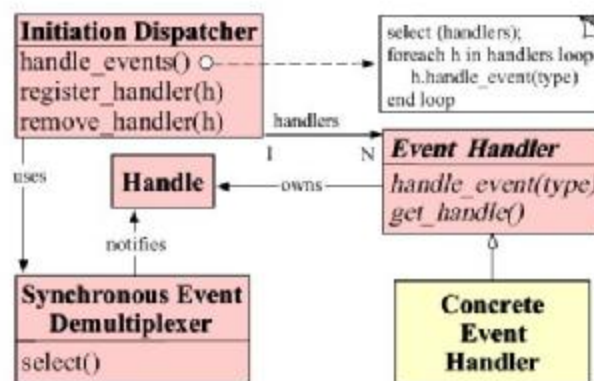 Initiation Dispatcher
handle_events()
register_handler(h)
remove_handler(h)
select (handlers);
foreach h in handlers loop
h.handle_event(type)
end loop
handlers
1
N
Event Handler
handle_event(type)
get_handle()
uses
Handle
owns
notifies
Synchronous Event
Demultiplexer
select()
Concrete
Event
Handler